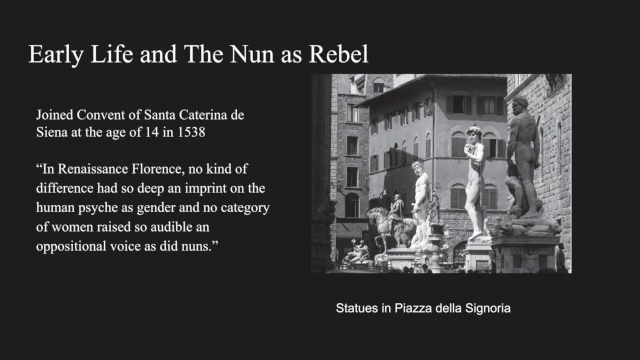 Early Life and The Nun as Rebel
Joined Convent of Santa Caterina de
Siena at the age of 14 in 1538
“In Renaissance Florence, no kind of
difference had so deep an imprint on the
human psyche as gender and no category
of women raised so audible an
oppositional voice as did nuns.”
Statues in Piazza della Signoria